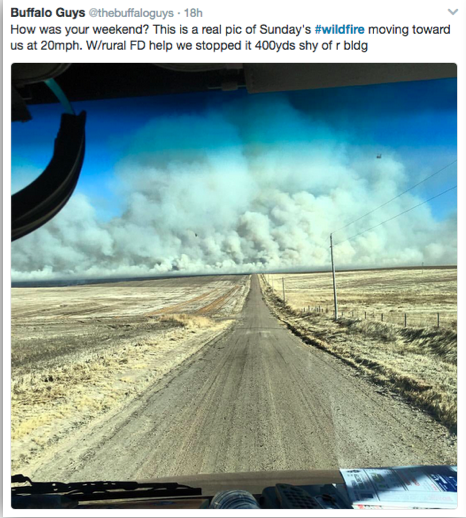 Buffalo Guys @thebuffaloguys · 18h
How was your weekend? This is a real pic of Sunday's #wildfire moving toward
us at 20mph. W/rural FD help we stopped it 400yds shy of r bldg